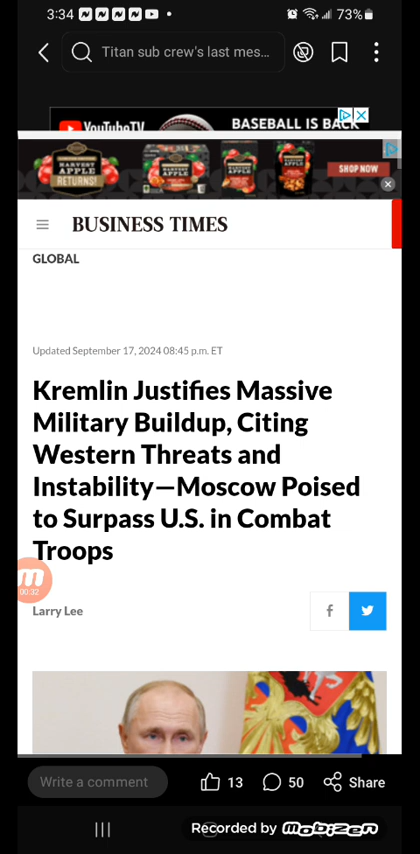 3:34
73%
Titan sub crew's last mes...
YouTubeTV
BASEBALL IS BACK
HARVEST
APPLE
RETURNS!
SHOP NOW
BUSINESS TIMES
GLOBAL
Updated September 17, 2024 08:45 p.m. ET
Kremlin Justifies Massive
Military Buildup, Citing
Western Threats and
Instability—Moscow Poised
to Surpass U.S. in Combat
Troops
00:32
Larry Lee
Write a comment
13
50
Share
Recorded by mobizen